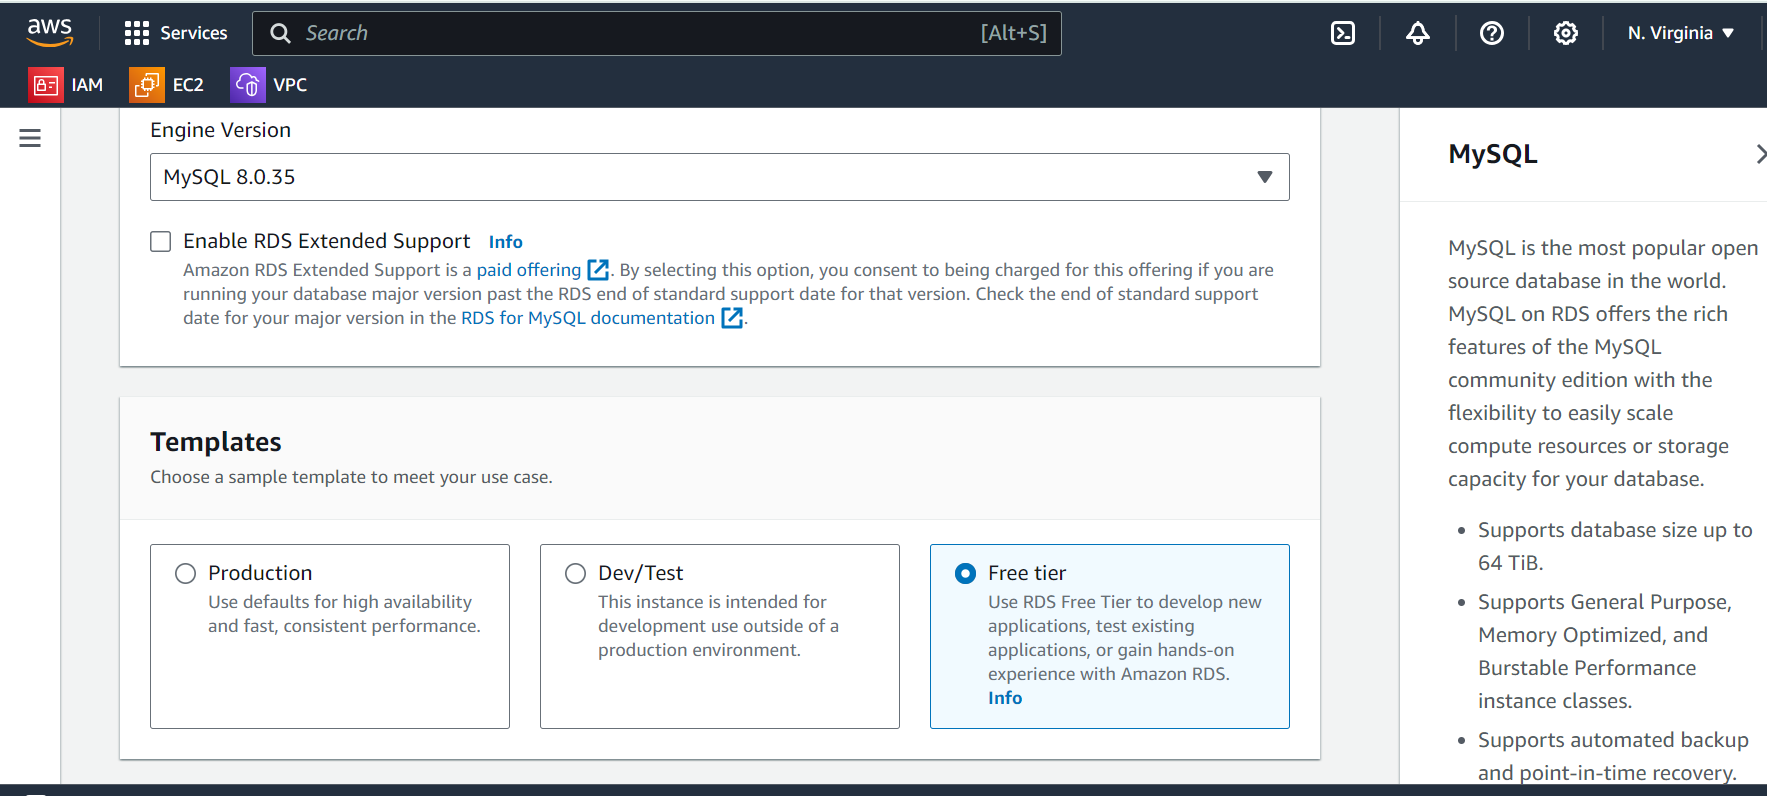 aws
Services
Search
[Alt+S]
N. Virginia
IAM
EC2
VPC
Engine Version
MySQL 8.0.35
Enable RDS Extended Support Info
Amazon RDS Extended Support is a paid offering. By selecting this option, you consent to being charged for this offering if you are
running your database major version past the RDS end of standard support date for that version. Check the end of standard support
date for your major version in the RDS for MySQL documentation.
Templates
Choose a sample template to meet your use case.
Production
Use defaults for high availability
and fast, consistent performance.
Dev/Test
This instance is intended for
development use outside of a
production environment.
Free tier
Use RDS Free Tier to develop new
applications, test existing
applications, or gain hands-on
experience with Amazon RDS.
Info
MySQL
MySQL is the most popular open
source database in the world.
MySQL on RDS offers the rich
features of the MySQL
community edition with the
flexibility to easily scale
compute resources or storage
capacity for your database.
• Supports database size up to
64 TiB.
• Supports General Purpose,
Memory Optimized, and
Burstable Performance
instance classes.
• Supports automated backup
and point-in-time recovery.